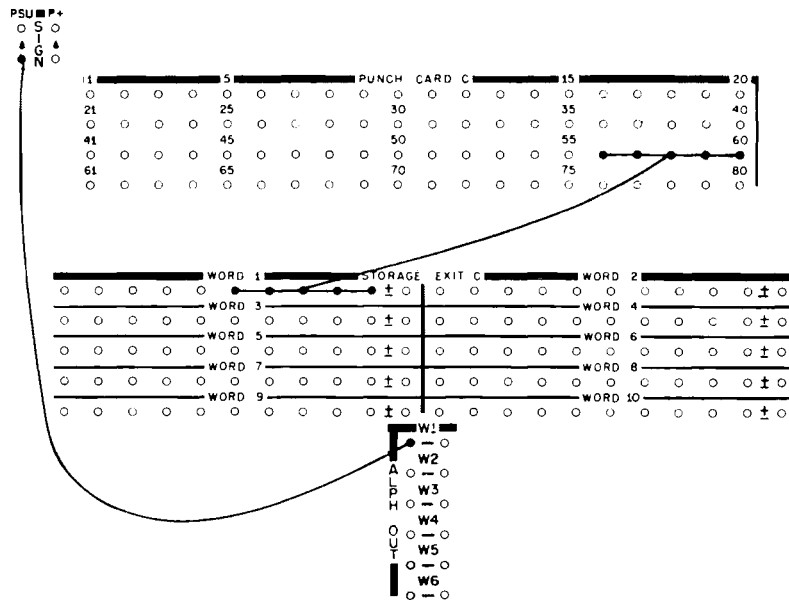 PSU P+
SIGN
1 5 PUNCH CARD C 15 20
21 25 30 35 40
41 45 50 55 60
61 65 70 75 80
WORD 1 STORAGE EXIT C WORD 2
±  ±
WORD 3 WORD 4
± ±
WORD 5 WORD 6
± ±
WORD 7 WORD 8
± ±
WORD 9 WORD 10
± ±
W1
W2
W3
W4
W5
W6
ALPH OUT